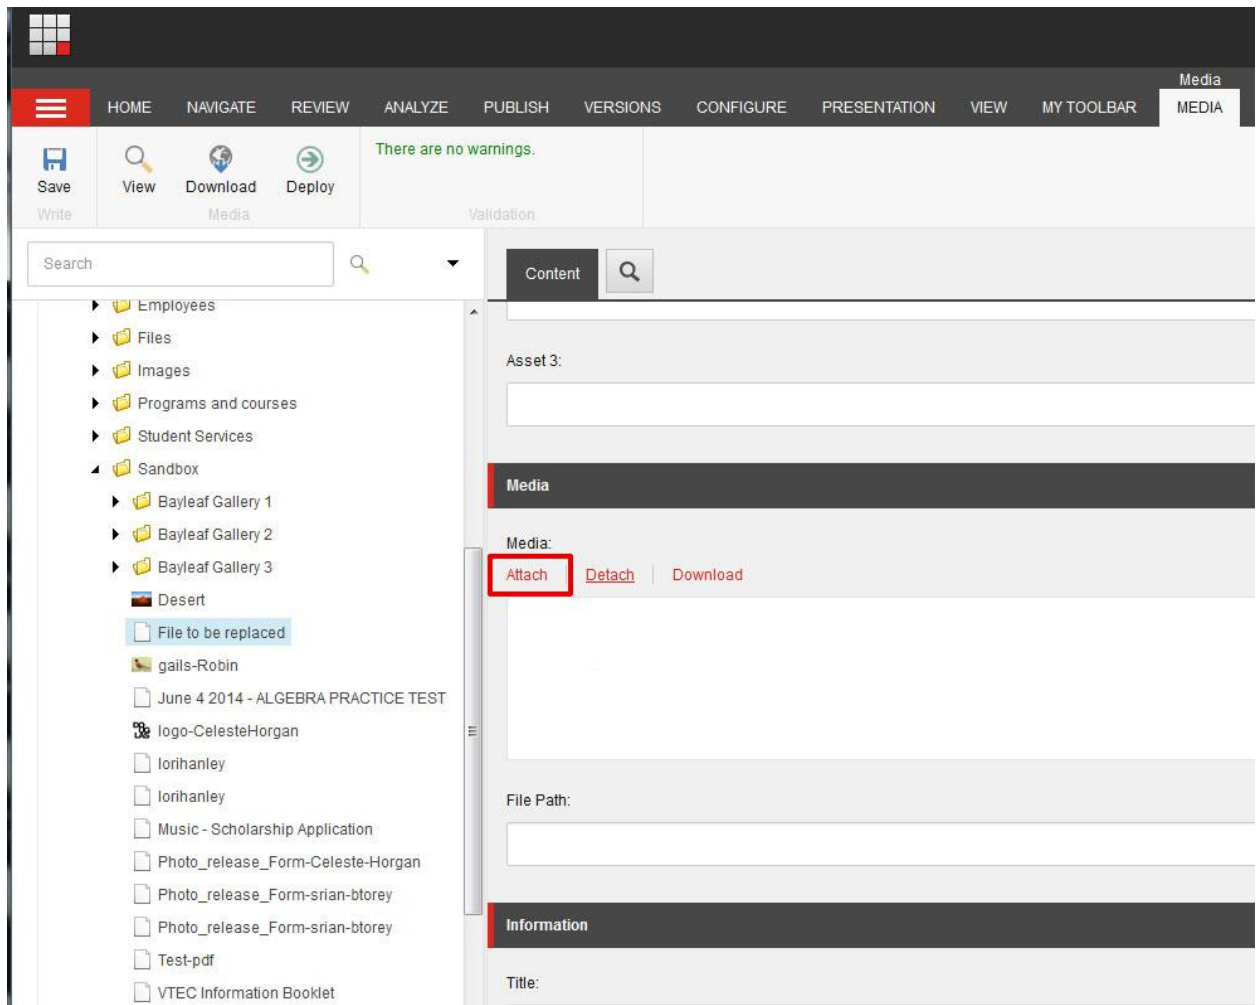 Media
HOME NAVIGATE REVIEW ANALYZE PUBLISH VERSIONS CONFIGURE PRESENTATION VIEW MY TOOLBAR MEDIA
There are no warnings.
Save View Download Deploy
Write Media Validation
Search
Content
Employees
Files
Images
Programs and courses
Student Services
Sandbox
Bayleaf Gallery 1
Bayleaf Gallery 2
Bayleaf Gallery 3
Desert
File to be replaced
gails-Robin
June 4 2014 - ALGEBRA PRACTICE TEST
logo-CelesteHorgan
lorihanley
lorihanley
Music - Scholarship Application
Photo_release_Form-Celeste-Horgan
Photo_release_Form-srian-btorey
Photo_release_Form-srian-btorey
Test-pdf
VTEC Information Booklet
Asset 3:
Media
Media:
Attach Detach Download
File Path:
Information
Title: